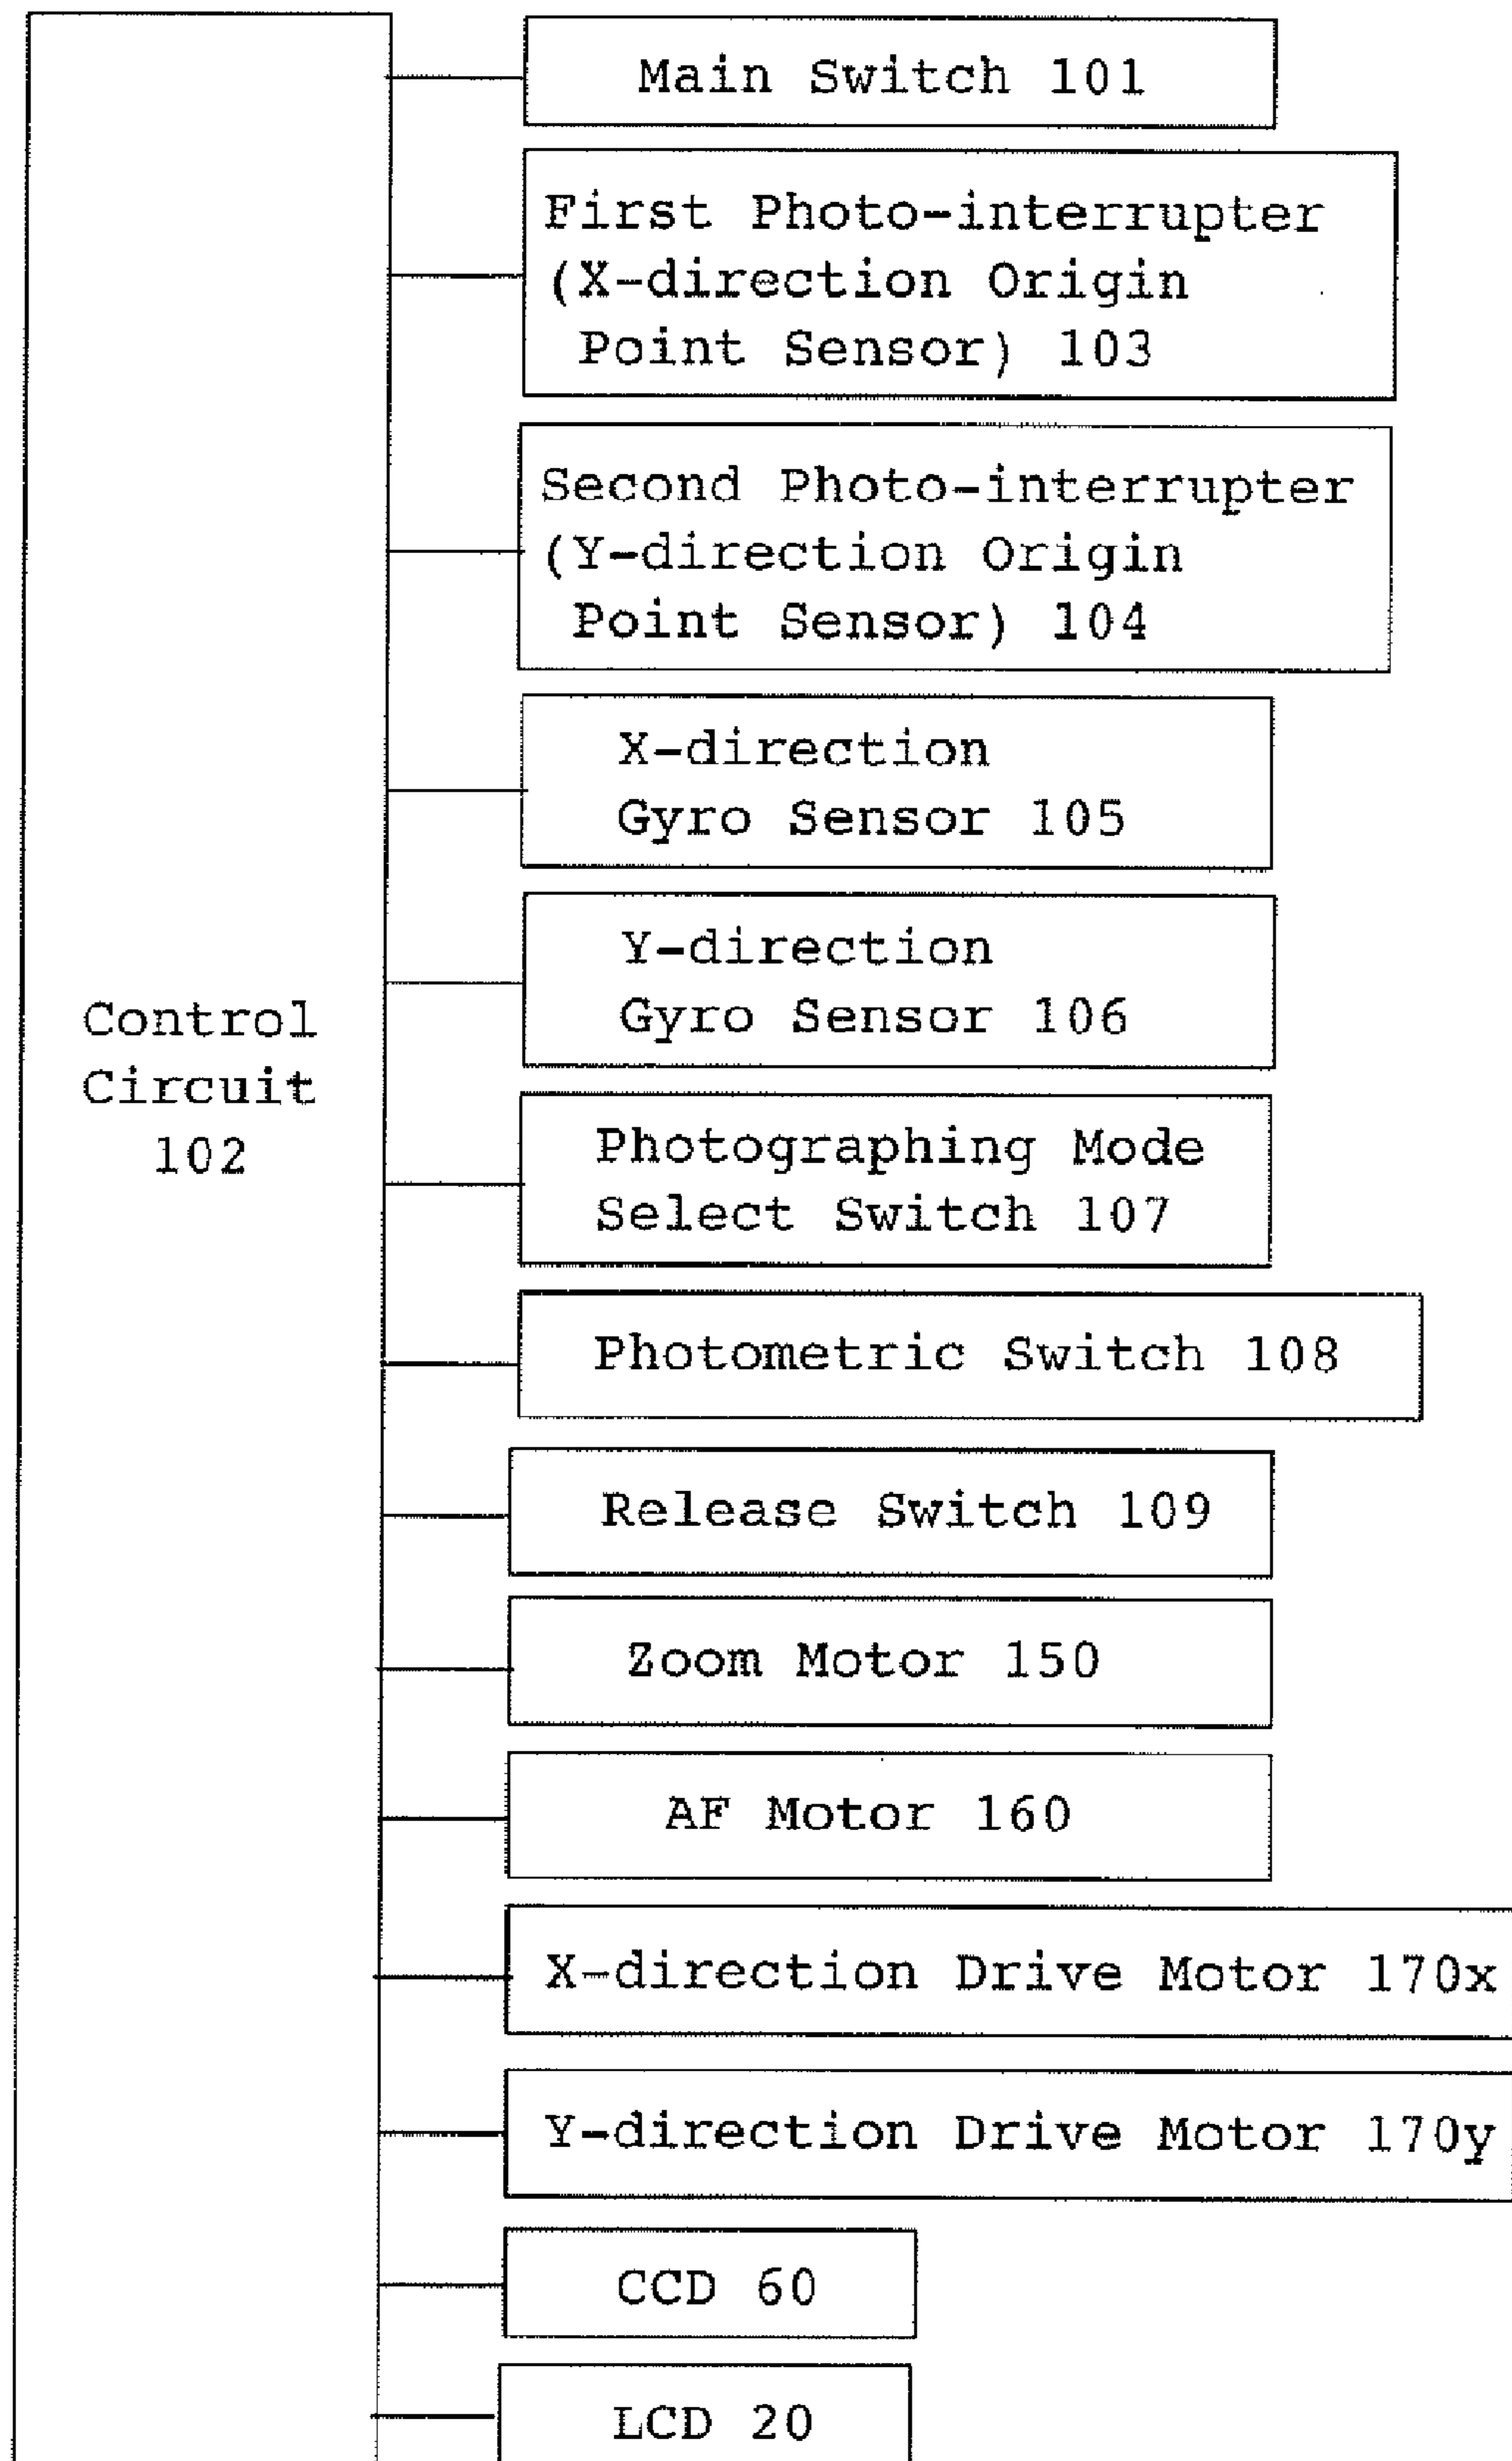 Main Switch 101
First Photo-interrupter
(X-direction Origin
Point Sensor) 103
Second Photo-interrupter
(Y-direction Origin
Point Sensor) 104
X-direction
Gyro Sensor 105
Y-direction
Gyro Sensor 106
Control
Circuit
102
Photographing Mode
Select Switch 107
Photometric Switch 108
Release Switch 109
Zoom Motor 150
AF Motor 160
X-direction Drive Motor 170x
Y-direction Drive Motor 170y
CCD 60
LCD 20